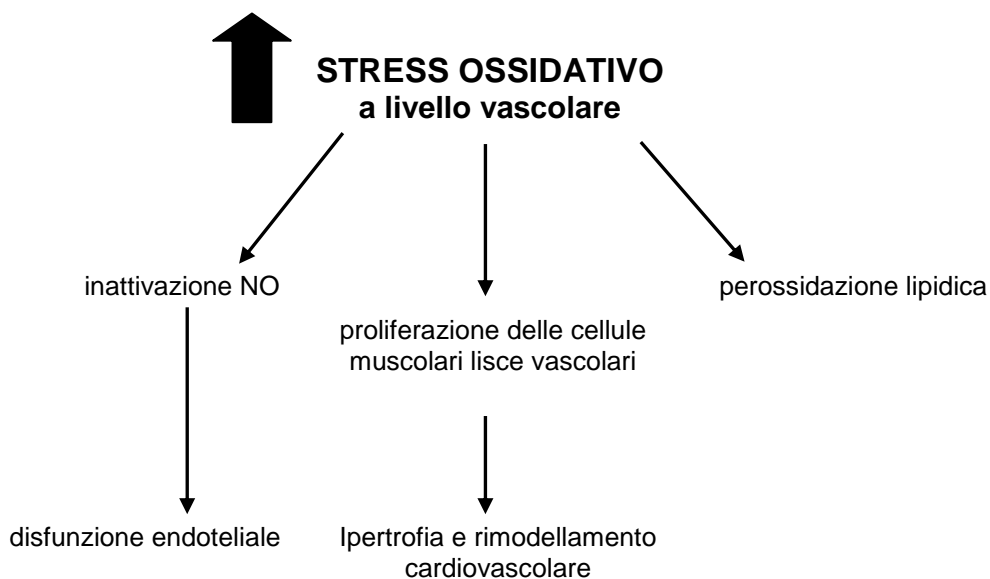 STRESS OSSIDATIVO
a livello vascolare
inattivazione NO
perossidazione lipidica
proliferazione delle cellule
muscolari lisce vascolari
disfunzione endoteliale
Ipertrofia e rimodellamento
cardiovascolare